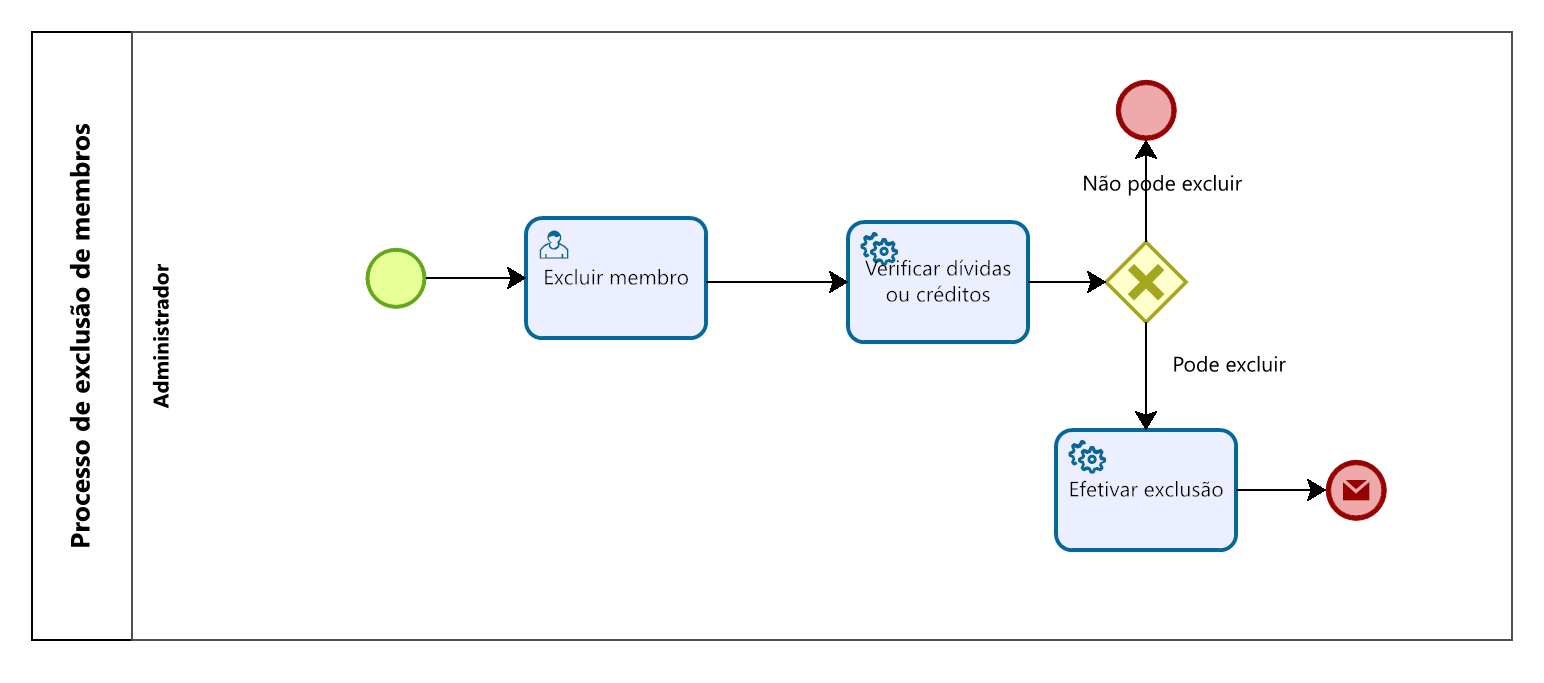 Processo de exclusão de membros
Administrador
Excluir membro
Verificar dívidas
ou créditos
Não pode excluir
Pode excluir
Efetivar exclusão